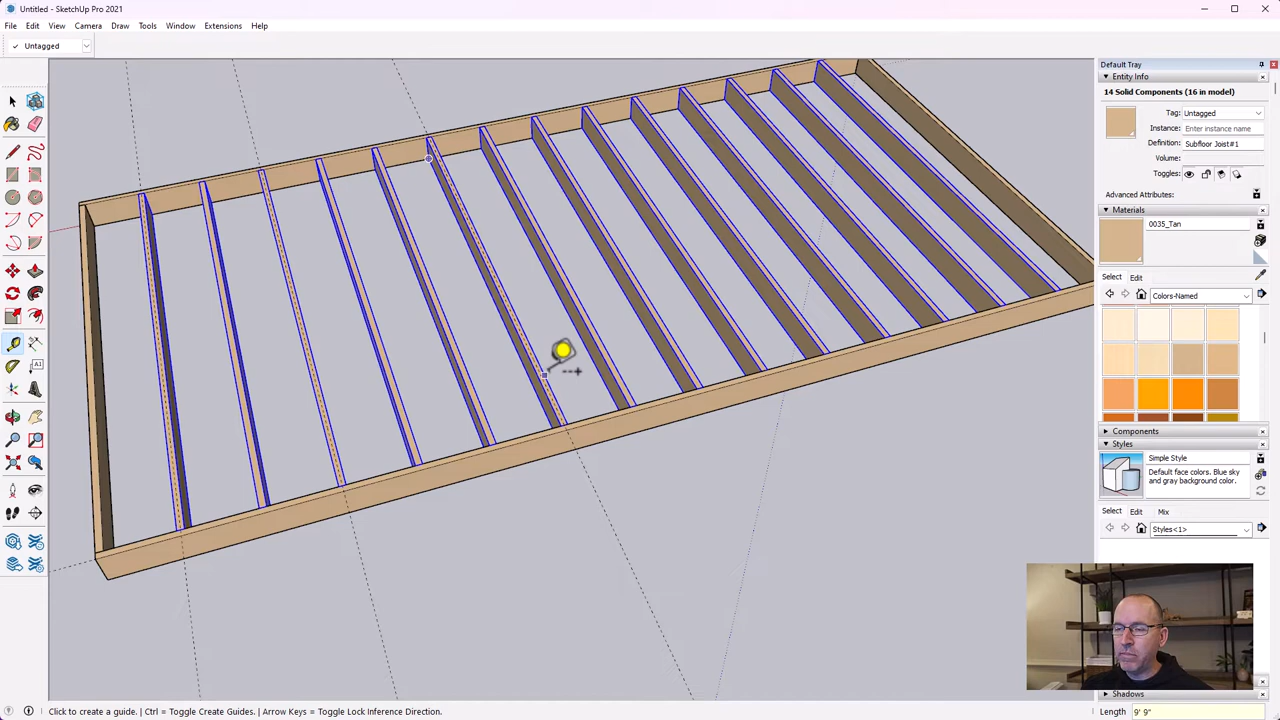 Untitled - SketchUp Pro 2021
File Edit View Camera Draw Tools Window Extensions Help
Untagged
Default Tray
Entity Info
14 Solid Components (16 in model)
Tag: Untagged
Instance: Enter instance name
Definition: Subfloor Joist#1
Volume:
Toggles:
Advanced Attributes:
Materials
0035_Tan
Select Edit
Colors-Named
Components
Styles
Simple Style
Default face colors. Blue sky
and gray background color.
Select Edit Mix
Styles<1>
Shadows
Click to create a guide. | Ctrl = Toggle Create Guides. | Arrow Keys = Toggle Lock Inference Direction.
Length 9' 9"